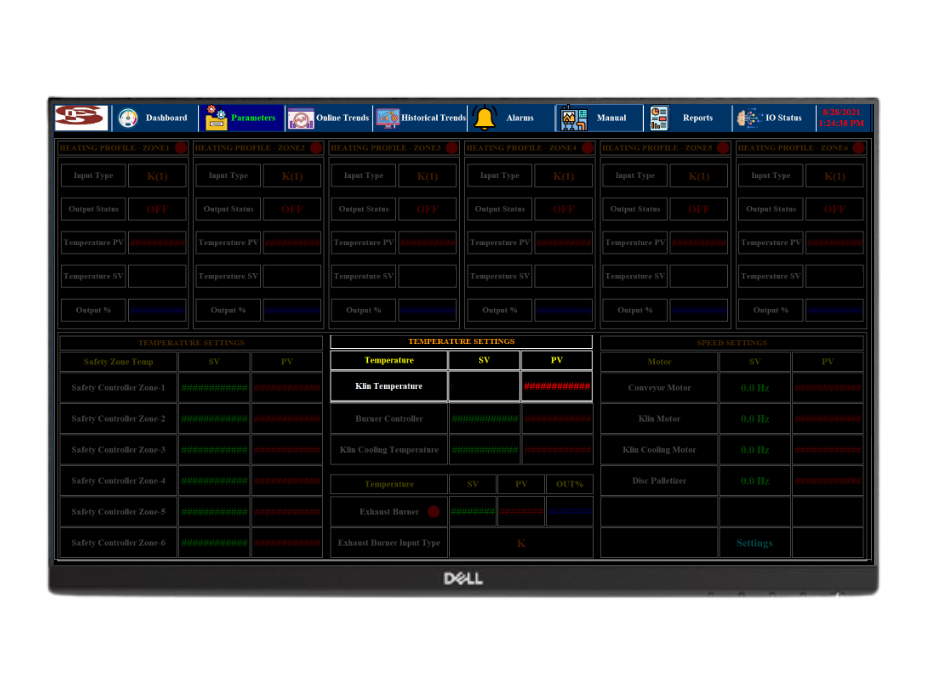 DS
Dashboard Parameters Online Trends Historical Trends Alarms Manual Reports IO Status 8/28/2021
1:24:38 PM
HEATING PROFILE - ZONE1 HEATING PROFILE - ZONE2 HEATING PROFILE - ZONE3 HEATING PROFILE - ZONE4 HEATING PROFILE - ZONE5 HEATING PROFILE - ZONE6
Input Type K(1) Input Type K(1) Input Type K(1) Input Type K(1) Input Type K(1) Input Type K(1)
Output Status OFF Output Status OFF Output Status OFF Output Status OFF Output Status OFF Output Status OFF
Temperature PV ########## Temperature PV ########## Temperature PV ########## Temperature PV ########## Temperature PV ########## Temperature PV ##########
Temperature SV Temperature SV Temperature SV Temperature SV Temperature SV Temperature SV
Output % ########## Output % ########## Output % ########## Output % ########## Output % ########## Output % ##########
TEMPERATURE SETTINGS TEMPERATURE SETTINGS SPEED SETTINGS
Safety Zone Temp SV PV Temperature SV PV Motor SV PV
Safety Controller Zone-1 ############ ############ Klin Temperature ############ Conveyor Motor 0.0 Hz ############
Safety Controller Zone-2 ############ ############ Burner Controller ############ ############ Klin Motor 0.0 Hz ############
Safety Controller Zone-3 ############ ############ Klin Cooling Temperature ############ ############ Klin Cooling Motor 0.0 Hz ############
Safety Controller Zone-4 ############ ############ Temperature SV PV OUT% Disc Palletizer 0.0 Hz ############
Safety Controller Zone-5 ############ ############ Exhaust Burner ######## ######## ########
Safety Controller Zone-6 ############ ############ Exhaust Burner Input Type K Settings
DELL